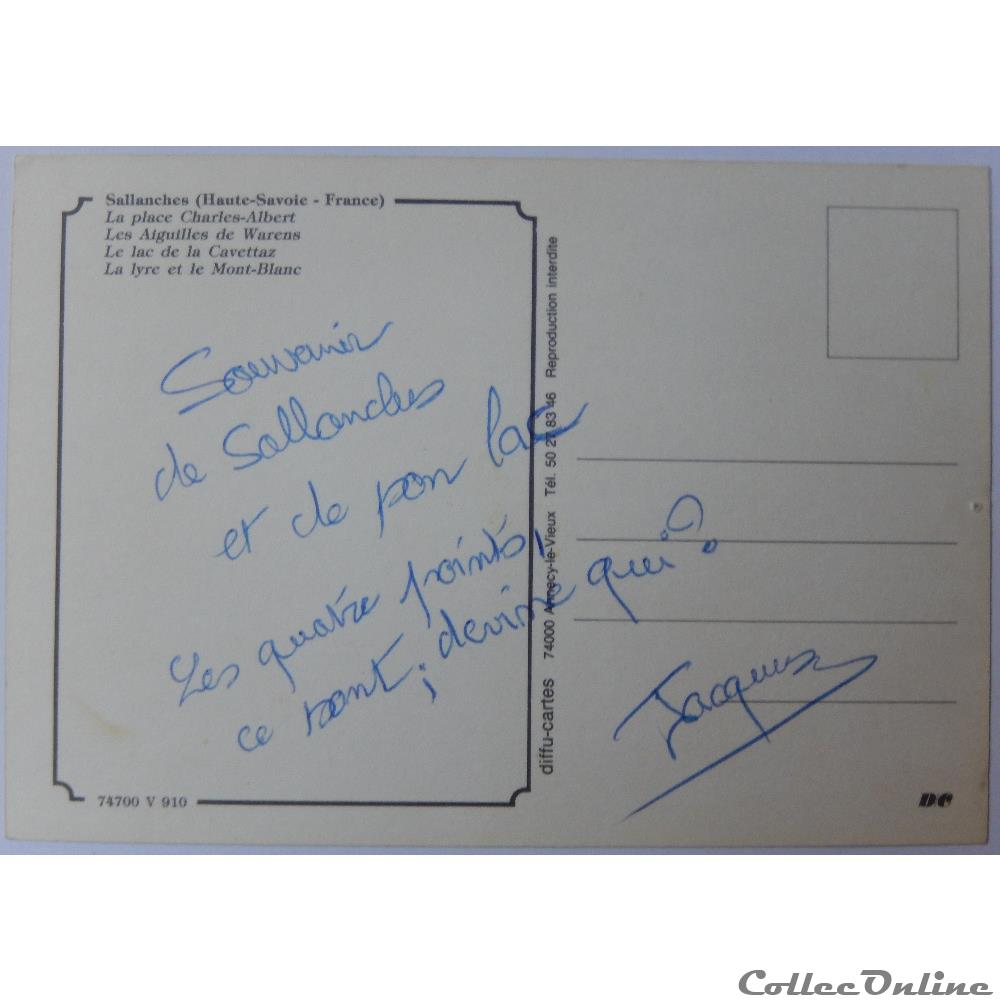 Sallanches (Haute-Savoie - France)
La place Charles-Albert
Les Aiguilles de Warens
Le lac de la Cavettaz
La lyre et le Mont-Blanc
Souvenir
de Sallanches
et de pon lac
Les quatre points,
ce sont; devine qui?
Jacques
74700 V 910
diffu-cartes 74000 Annecy-le-Vieux Tél. 50 27 83 46 Reproduction interdite
DC
CollecOnline